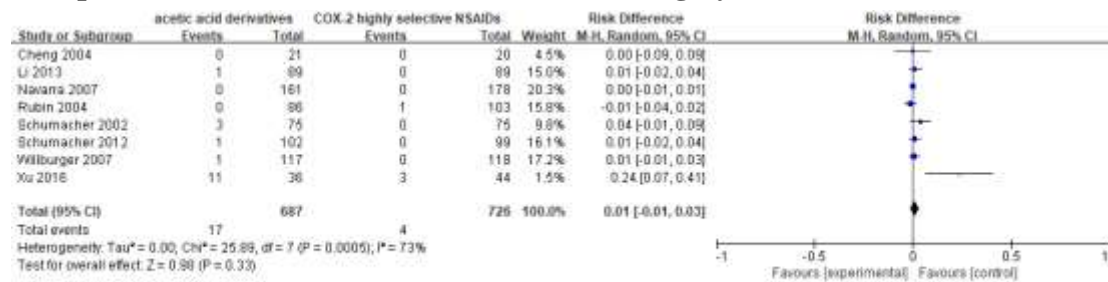 acetic acid derivatives COX-2 highly selective NSAIDs Risk Difference Risk Difference
Study or Subgroup Events Total Events Total Weight M-H, Random, 95% CI M-H, Random, 95% CI
Cheng 2004 0 21 0 20 4.5% 0.00 [-0.09, 0.09]
Li 2013 1 89 0 89 15.0% 0.01 [-0.02, 0.04]
Navarra 2007 0 161 0 178 20.3% 0.00 [-0.01, 0.01]
Rubin 2004 0 86 1 103 15.8% -0.01 [-0.04, 0.02]
Schumacher 2002 3 75 0 75 9.8% 0.04 [-0.01, 0.09]
Schumacher 2012 1 102 0 99 16.1% 0.01 [-0.02, 0.04]
Willburger 2007 1 117 0 118 17.2% 0.01 [-0.01, 0.03]
Xu 2016 11 36 3 44 1.5% 0.24 [0.07, 0.41]
Total (95% CI) 687 726 100.0% 0.01 [-0.01, 0.03]
Total events 17 4
Heterogeneity: Tau² = 0.00; Chi² = 25.89, df = 7 (P = 0.0005); I² = 73%
Test for overall effect: Z = 0.98 (P = 0.33)
-1 -0.5 0 0.5 1
Favours [experimental] Favours [control]